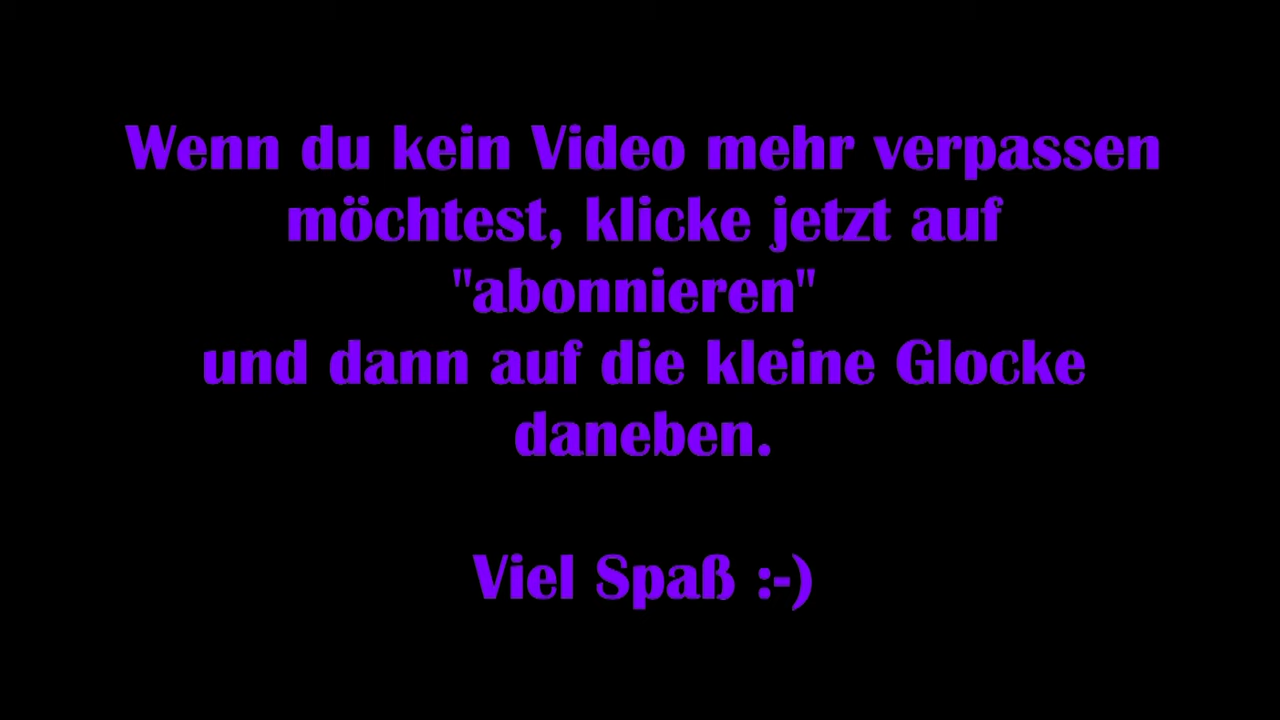 Wenn du kein Video mehr verpassen
möchtest, klicke jetzt auf
"abonnieren"
und dann auf die kleine Glocke
daneben.
Viel Spaß :-)